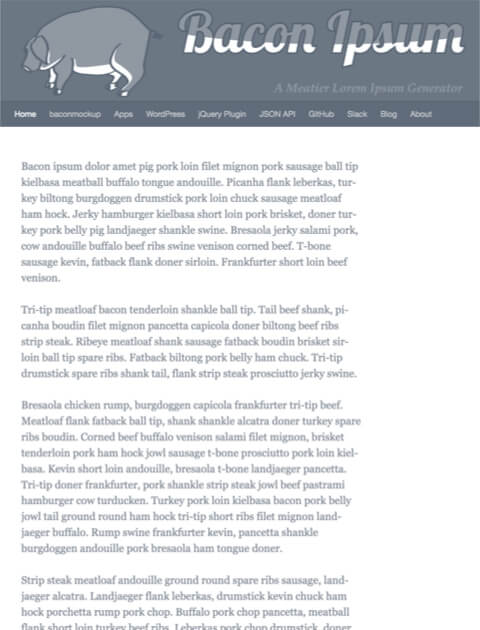 Bacon Ipsum
A Meatier Lorem Ipsum Generator
Home baconmockup Apps WordPress jQuery Plugin JSON API GitHub Slack Blog About
Bacon ipsum dolor amet pig pork loin filet mignon pork sausage ball tip
kielbasa meatball buffalo tongue andouille. Picanha flank leberkas, tur-
key biltong burgdoggen drumstick pork loin chuck sausage meatloaf
ham hock. Jerky hamburger kielbasa short loin pork brisket, doner tur-
key pork belly pig landjaeger shankle swine. Bresaola jerky salami pork,
cow andouille buffalo beef ribs swine venison corned beef. T-bone
sausage kevin, fatback flank doner sirloin. Frankfurter short loin beef
venison.
Tri-tip meatloaf bacon tenderloin shankle ball tip. Tail beef shank, pi-
canha boudin filet mignon pancetta capicola doner biltong beef ribs
strip steak. Ribeye meatloaf shank sausage fatback boudin brisket sir-
loin ball tip spare ribs. Fatback biltong pork belly ham chuck. Tri-tip
drumstick spare ribs shank tail, flank strip steak prosciutto jerky swine.
Bresaola chicken rump, burgdoggen capicola frankfurter tri-tip beef.
Meatloaf flank fatback ball tip, shank shankle alcatra doner turkey spare
ribs boudin. Corned beef buffalo venison salami filet mignon, brisket
tenderloin pork ham hock jowl sausage t-bone prosciutto pork loin kiel-
basa. Kevin short loin andouille, bresaola t-bone landjaeger pancetta.
Tri-tip doner frankfurter, pork shankle strip steak jowl beef pastrami
hamburger cow turducken. Turkey pork loin kielbasa bacon pork belly
jowl tail ground round ham hock tri-tip short ribs filet mignon land-
jaeger buffalo. Rump swine frankfurter kevin, pancetta shankle
burgdoggen andouille pork bresaola ham tongue doner.
Strip steak meatloaf andouille ground round spare ribs sausage, land-
jaeger alcatra. Landjaeger flank leberkas, drumstick kevin chuck ham
hock porchetta rump pork chop. Buffalo pork chop pancetta, meatball
flank short loin turkey beef ribs. Leberkas pork chop drumstick, doner